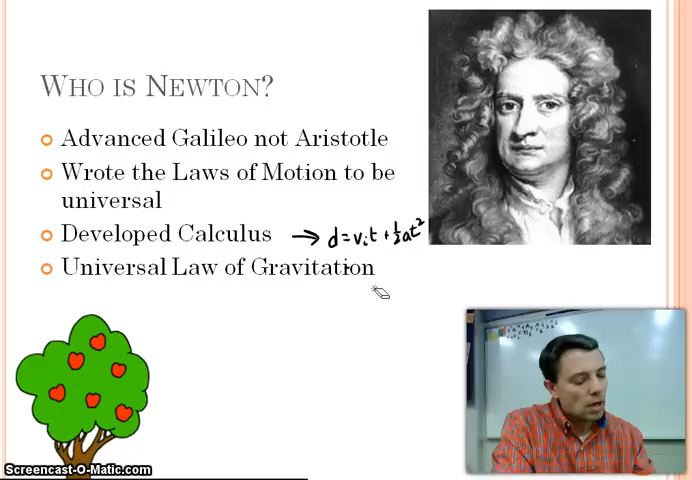 WHO IS NEWTON?
Advanced Galileo not Aristotle
Wrote the Laws of Motion to be
universal
Developed Calculus → d=vᵢt+½at²
Universal Law of Gravitation
Screencast-O-Matic.com